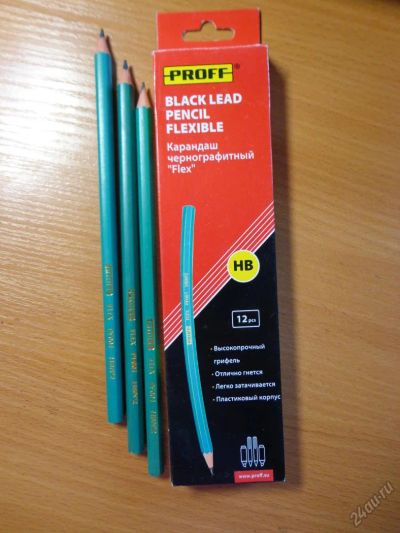 PROFF
BLACK LEAD
PENCIL
FLEXIBLE
Карандаш
чернографитный
"Flex"
HB
12 pcs
• Высокопрочный
грифель
• Отлично гнется
• Легко затачивается
• Пластиковый корпус
www.proff.su
24au.ru